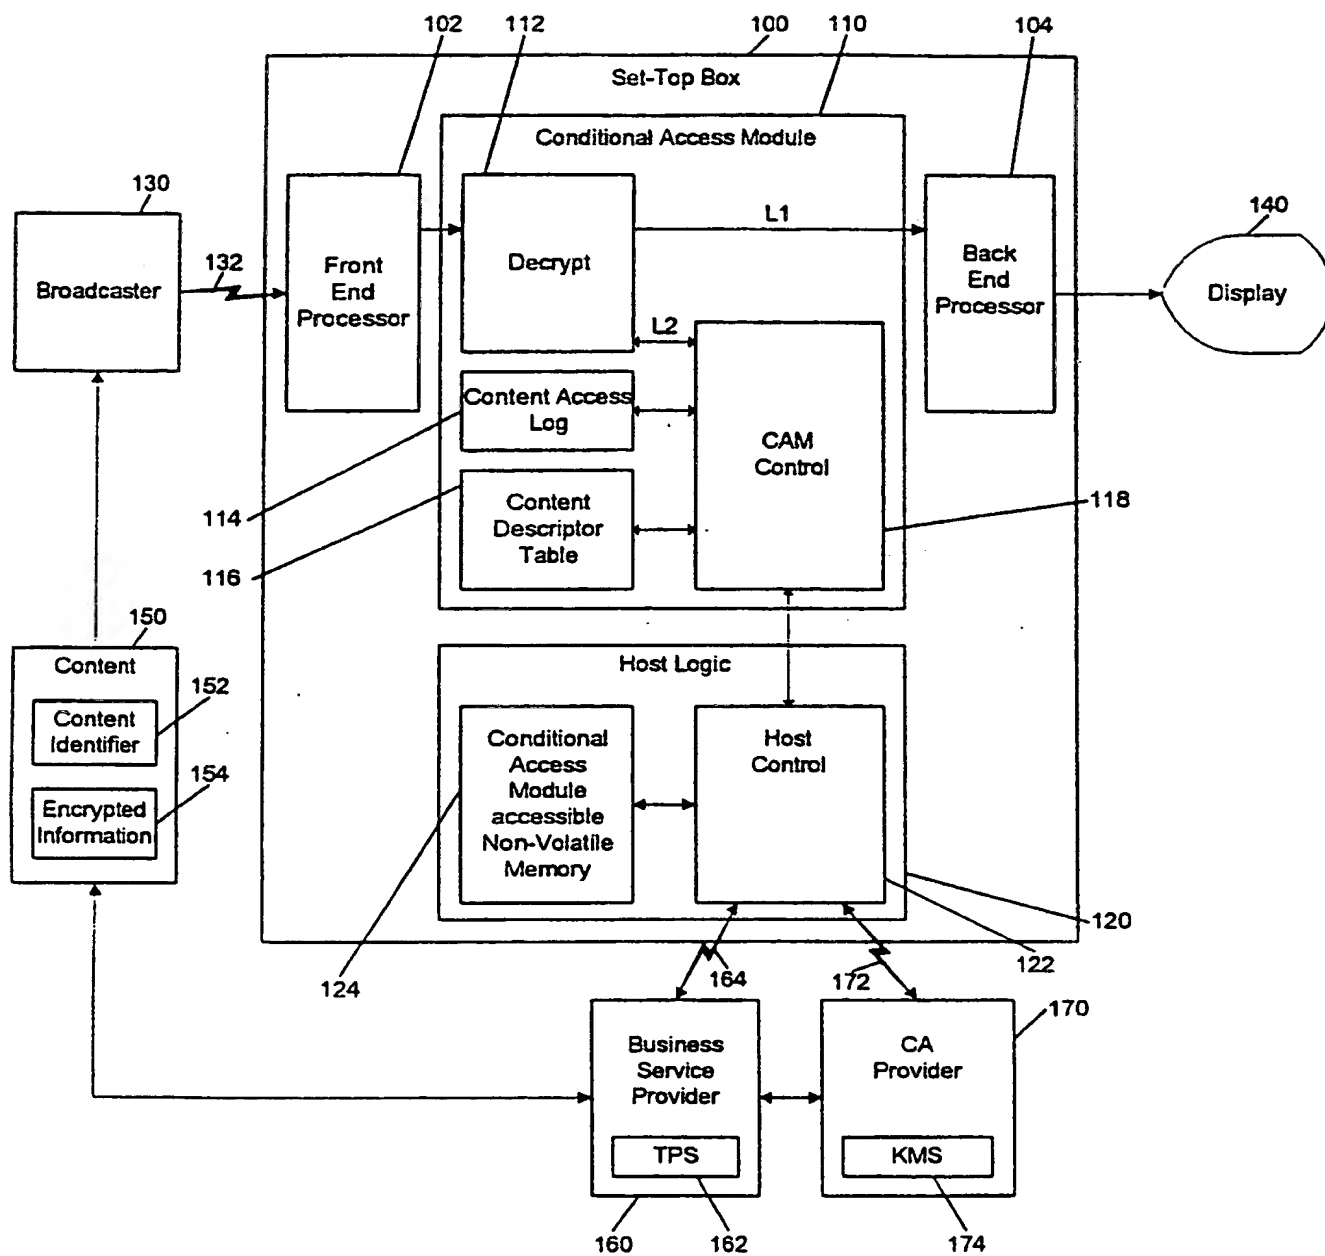 102
112
100
110
104
Set-Top Box
Conditional Access Module
130
140
L1
132
Broadcaster
Front
End
Processor
Decrypt
Back
End
Processor
Display
L2
Content Access
Log
CAM
Control
114
116
Content
Descriptor
Table
118
150
Content
152
Content
Identifier
154
Encrypted
Information
Host Logic
Conditional
Access
Module
accessible
Non-Volatile
Memory
Host
Control
120
122
124
164
172
170
Business
Service
Provider
CA
Provider
TPS
KMS
160
162
174